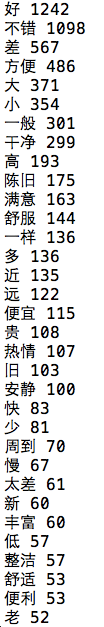 好 1242
不错 1098
差 567
方便 486
大 371
小 354
一般 301
干净 299
高 193
陈旧 175
满意 163
舒服 144
一样 136
多 136
近 135
远 122
便宜 115
贵 108
热情 107
旧 103
安静 100
快 83
少 81
周到 70
慢 67
太差 61
新 60
丰富 60
低 57
整洁 57
舒适 53
便利 53
老 52